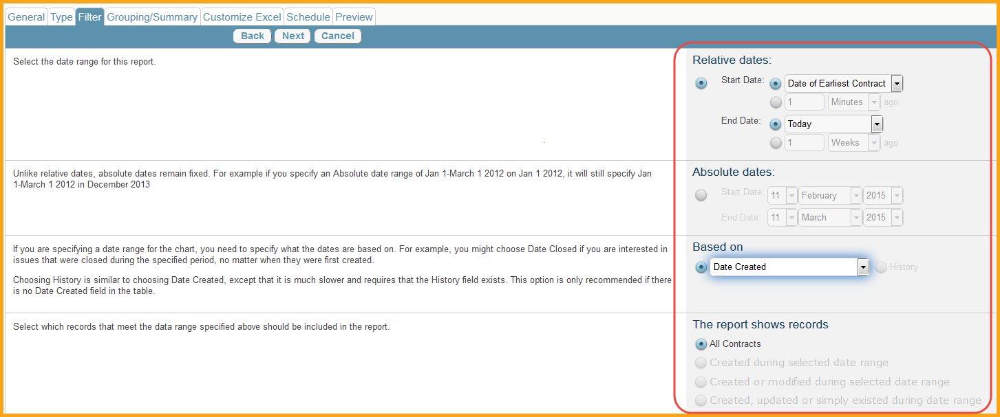 General Type Filter Grouping/Summary Customize Excel Schedule Preview
Back Next Cancel
Select the date range for this report.
Relative dates:
Start Date: Date of Earliest Contract
1 Minutes ago
End Date: Today
1 Weeks ago
Unlike relative dates, absolute dates remain fixed. For example if you specify an Absolute date range of Jan 1-March 1 2012 on Jan 1 2012, it will still specify Jan
1-March 1 2012 in December 2013
Absolute dates:
Start Date: 11 February 2015
End Date: 11 March 2015
If you are specifying a date range for the chart, you need to specify what the dates are based on. For example, you might choose Date Closed if you are interested in
issues that were closed during the specified period, no matter when they were first created.
Choosing History is similar to choosing Date Created, except that it is much slower and requires that the History field exists. This option is only recommended if there
is no Date Created field in the table.
Based on
Date Created History
Select which records that meet the data range specified above should be included in the report.
The report shows records
All Contracts
Created during selected date range
Created or modified during selected date range
Created, updated or simply existed during date range